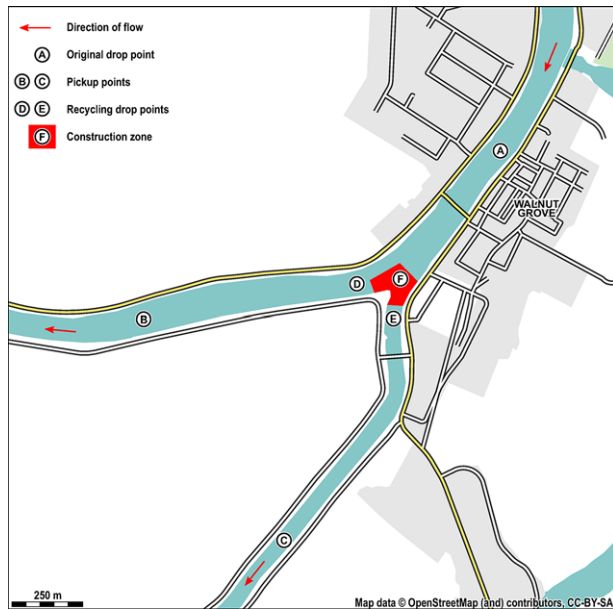 Direction of flow
A Original drop point
B C Pickup points
D E Recycling drop points
F Construction zone
A
WALNUT
GROVE
F
D
E
B
C
250 m
Map data © OpenStreetMap (and) contributors, CC-BY-SA